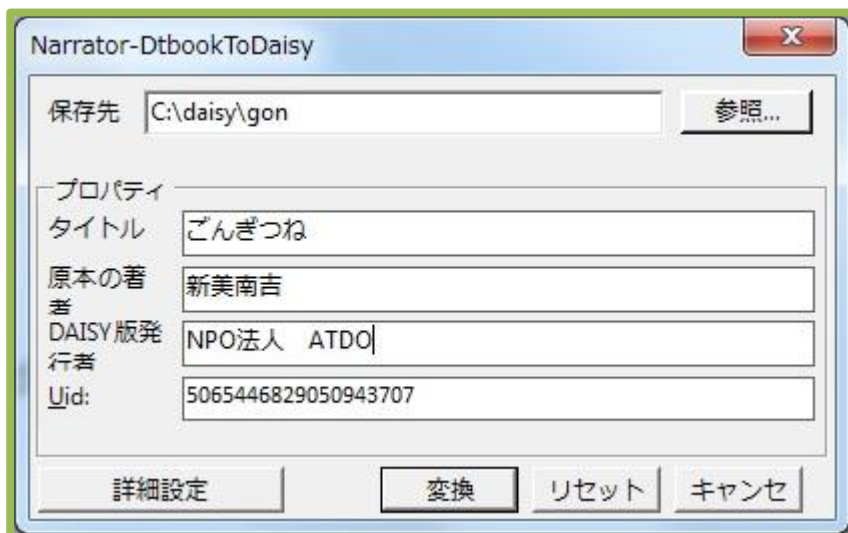 Narrator-DtbookToDaisy
保存先 C:\daisy\gon 参照...
プロパティ
タイトル ごんぎつね
原本の著
者 新美南吉
DAISY版発
行者 NPO法人　ATDO
Uid: 5065446829050943707
詳細設定 変換 リセット キャンセ